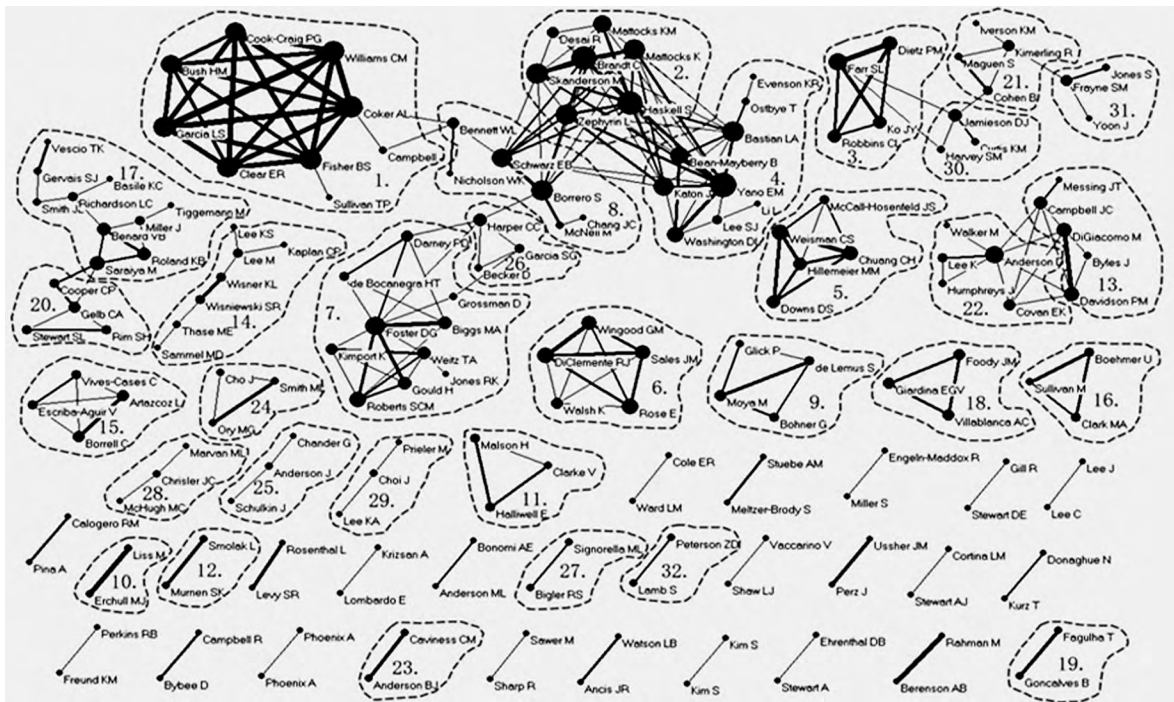 Cook-Craig PG
Williams CM
Bush HM
Coker AL
Garcia LS
Fisher BS
Clear ER
Campbell J
Sullivan TP
1.
Bennett WL
Nicholson WK
Schwarz EB
Borrero S
McNeil M
Chang JC
8.
Mattocks KM
Desai R
Mattocks K
Brandt C
Skanderson M
2.
Haskell S
Zephyrin L
Evenson KR
Ostbye T
Bastian LA
Bean-Mayberry B
4.
Katon J
Yano EM
Li L
Lee SJ
Washington DL
Dietz PM
Farr SL
Ko JY
Robbins CL
3.
Iverson KM
Kimerling R
Maguen S
21.
Cohen B
Jones S
Frayne SM
31.
Yoon J
Jamieson DJ
Curtis KM
Harvey SM
30.
Vescio TK
17.
Gervais SJ
Basile KC
Richardson LC
Smith JL
Tiggemann M
Miller J
Benard VB
Roland KB
Saraiya M
20.
Cooper CP
Gelb CA
Stewart SL
Rim SH
Lee KS
Kaplan CP
Lee M
Wisner KL
Wisniewski SR
14.
Thase ME
Sammel MD
Harper CC
Darney PD
Garcia SG
26.
Becker D
de Bocanegra HT
Grossman D
7.
Foster DG
Biggs MA
Kimport K
Weitz TA
Jones RK
Gould H
Roberts SCM
McCall-Hosenfeld JS
Weisman CS
Chuang CH
Hillemeier MM
5.
Downs DS
Messing JT
Campbell JC
Walker M
DiGiacomo M
Lee K
Byles J
Humphreys J
13.
22.
Davidson PM
Covan EK
Vives-Cases C
Artazcoz L
Escriba-Aguir V
15.
Borrell C
Cho J
Smith M
24.
Ory MG
Wingood GM
DiClemente RJ
Sales JM
6.
Walsh K
Rose E
Glick P
de Lemus S
Moya M
9.
Bohner G
Foody JM
Giardina EGV
18.
Villablanca AC
Boehmer U
Sullivan M
16.
Clark MA
Marvan ML
Chrisler JC
28.
McHugh MC
Chander G
Anderson J
25.
Schulkin J
Prieler M
Choi J
29.
Lee KA
Malson H
Clarke V
11.
Halliwell E
Cole ER
Ward LM
Stuebe AM
Meltzer-Brody S
Engeln-Maddox R
Miller S
Gill R
Stewart DE
Lee J
Lee C
Calogero RM
Pina A
Liss M
10.
Erchull MJ
Smolak L
12.
Murnen SK
Rosenthal L
Levy SR
Krizsan A
Lombardo E
Bonomi AE
Anderson ML
Signorella ML
27.
Bigler RS
Peterson ZD
32.
Lamb S
Vaccarino V
Shaw LJ
Ussher JM
Perz J
Cortina LM
Stewart AJ
Donaghue N
Kurz T
Perkins RB
Freund KM
Campbell R
Bybee D
Phoenix A
Phoenix A
Caviness CM
23.
Anderson BJ
Sawer M
Sharp R
Watson LB
Ancis JR
Kim S
Kim S
Ehrenthal DB
Stewart A
Rahman M
Berenson AB
Fagulha T
19.
Goncalves B